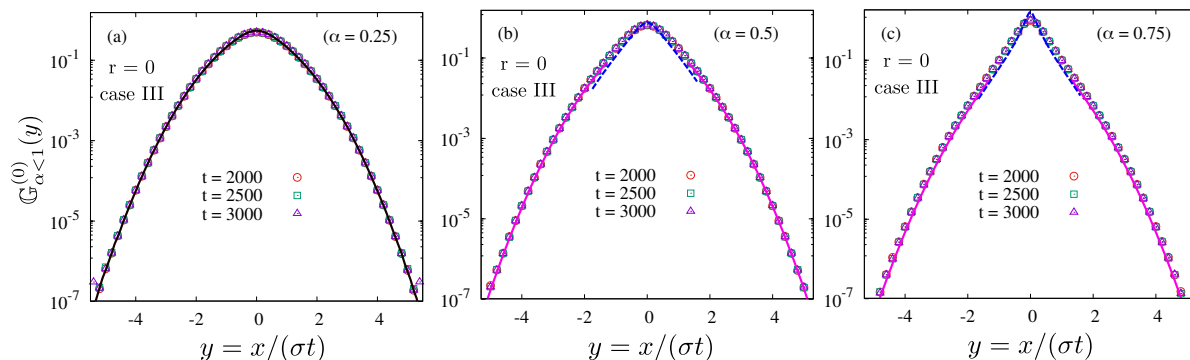 𝔾^{(0)}_{α<1}(y)
10^{-1}
10^{-3}
10^{-5}
10^{-7}
(a)
(α = 0.25)
r = 0
case III
t = 2000
t = 2500
t = 3000
-4 -2 0 2 4
y = x/(σt)
10^{-1}
10^{-3}
10^{-5}
10^{-7}
(b)
(α = 0.5)
r = 0
case III
t = 2000
t = 2500
t = 3000
-4 -2 0 2 4
y = x/(σt)
10^{-1}
10^{-3}
10^{-5}
10^{-7}
(c)
(α = 0.75)
r = 0
case III
t = 2000
t = 2500
t = 3000
-4 -2 0 2 4
y = x/(σt)